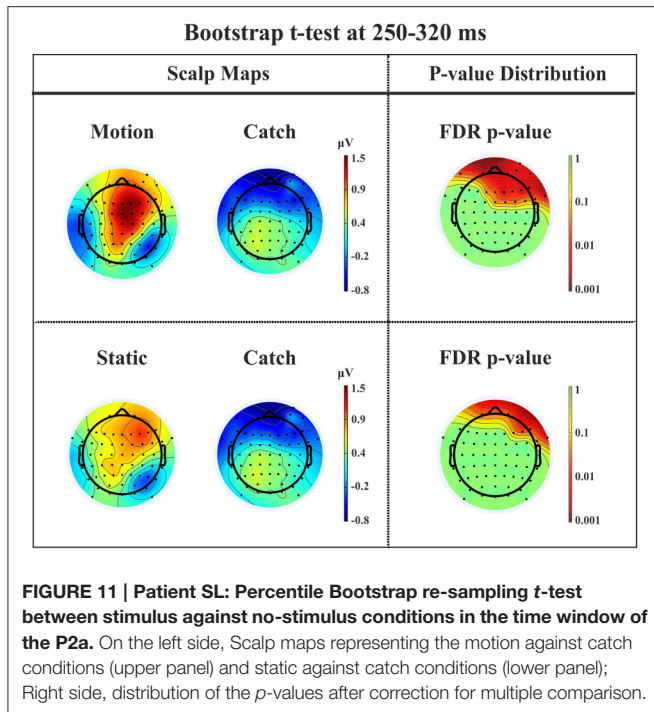 Bootstrap t-test at 250-320 ms
Scalp Maps
P-value Distribution
Motion
Catch
μV
1.5
0.9
0.4
-0.2
-0.8
FDR p-value
1
0.1
0.01
0.001
Static
Catch
μV
1.5
0.9
0.4
-0.2
-0.8
FDR p-value
1
0.1
0.01
0.001
FIGURE 11 | Patient SL: Percentile Bootstrap re-sampling t-test
between stimulus against no-stimulus conditions in the time window of
the P2a. On the left side, Scalp maps representing the motion against catch
conditions (upper panel) and static against catch conditions (lower panel);
Right side, distribution of the p-values after correction for multiple comparison.